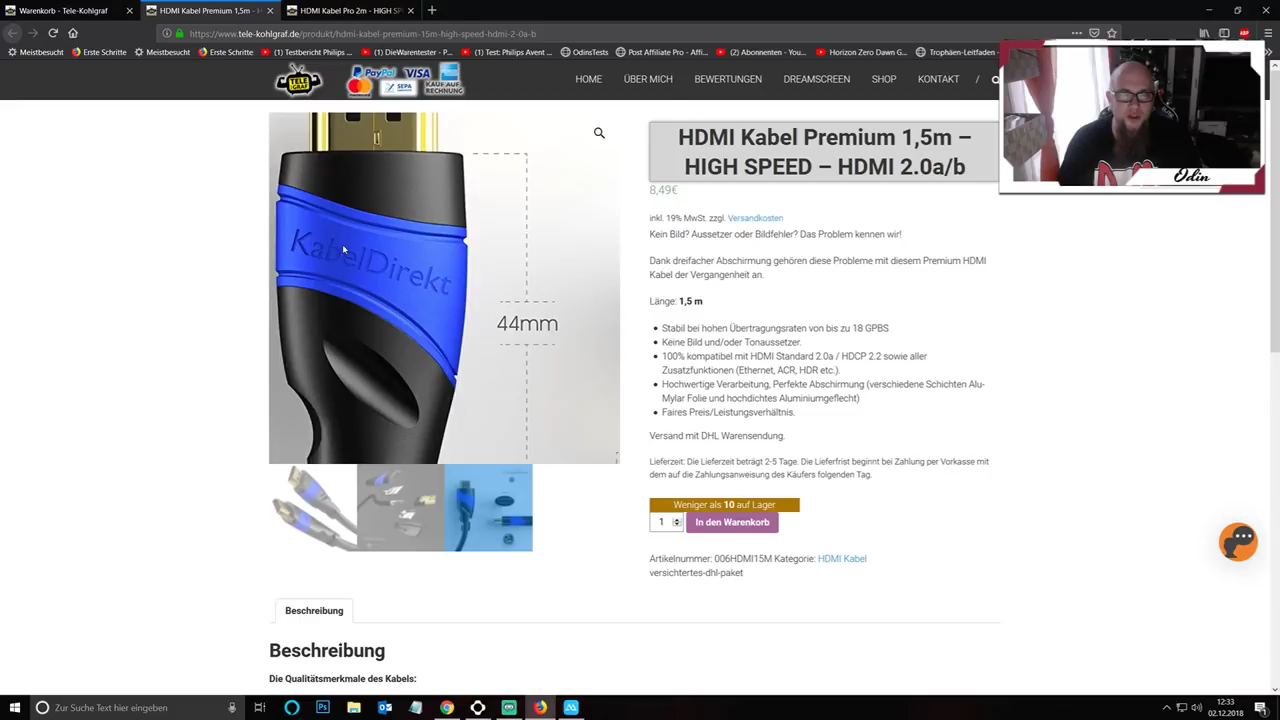 Warenkorb - Tele-Kohlgraf
HDMI Kabel Premium 1,5m - H
HDMI Kabel Pro 2m – HIGH SP
https://www.tele-kohlgraf.de/produkt/hdmi-kabel-premium-15m-high-speed-hdmi-2-0a-b
Meistbesucht
Erste Schritte
Meistbesucht
Erste Schritte
(1) Testbericht Philips ...
(1) DieWarentester - P...
(1) Test: Philips Ambil...
OdinsTests
Post Affiliate Pro - Affi...
(2) Abonnenten - You...
Horizon Zero Dawn G...
Trophäen-Leitfaden
ABP
TELE
GRAF
PayPal
VISA
SEPA
KAUF AUF
RECHNUNG
HOME
ÜBER MICH
BEWERTUNGEN
DREAMSCREEN
SHOP
KONTAKT
/
Odin
KabelDirekt
44mm
HDMI Kabel Premium 1,5m –
HIGH SPEED – HDMI 2.0a/b
8,49€
inkl. 19% MwSt. zzgl. Versandkosten
Kein Bild? Aussetzer oder Bildfehler? Das Problem kennen wir!
Dank dreifacher Abschirmung gehören diese Probleme mit diesem Premium HDMI
Kabel der Vergangenheit an.
Länge: 1,5 m
Stabil bei hohen Übertragungsraten von bis zu 18 GPBS
Keine Bild und/oder Tonaussetzer.
100% kompatibel mit HDMI Standard 2.0a / HDCP 2.2 sowie aller
Zusatzfunktionen (Ethernet, ACR, HDR etc.).
Hochwertige Verarbeitung, Perfekte Abschirmung (verschiedene Schichten Alu-
Mylar Folie und hochdichtes Aluminiumgeflecht)
Faires Preis/Leistungsverhältnis.
Versand mit DHL Warensendung.
Lieferzeit: Die Lieferzeit beträgt 2-5 Tage. Die Lieferfrist beginnt bei Zahlung per Vorkasse mit
dem auf die Zahlungsanweisung des Käufers folgenden Tag.
Weniger als 10 auf Lager
1
In den Warenkorb
Artikelnummer: 006HDMI15M Kategorie: HDMI Kabel
versichertes-dhl-paket
Beschreibung
Beschreibung
Die Qualitätsmerkmale des Kabels:
Zur Suche Text hier eingeben
12:33
02.12.2018